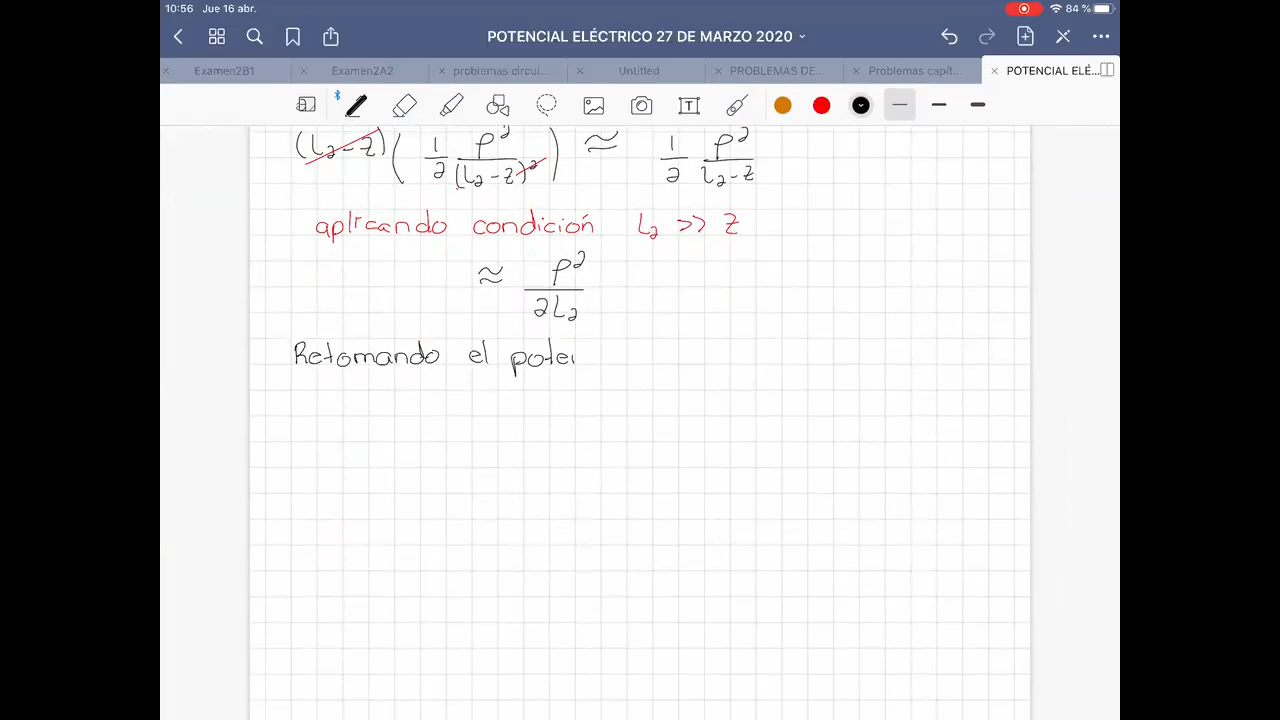 10:56 Jue 16 abr. 84 %
POTENCIAL ELÉCTRICO 27 DE MARZO 2020
Examen2B1 Examen2A2 problemas circui... Untitled PROBLEMAS DE... Problemas capít... POTENCIAL ELÉ...
(L₂-z)(1/2 ρ²/(L₂-z)²) ≈ 1/2 ρ²/L₂-z
aplicando condición L₂ >> z
≈ ρ²/2L₂
Retomando el poten